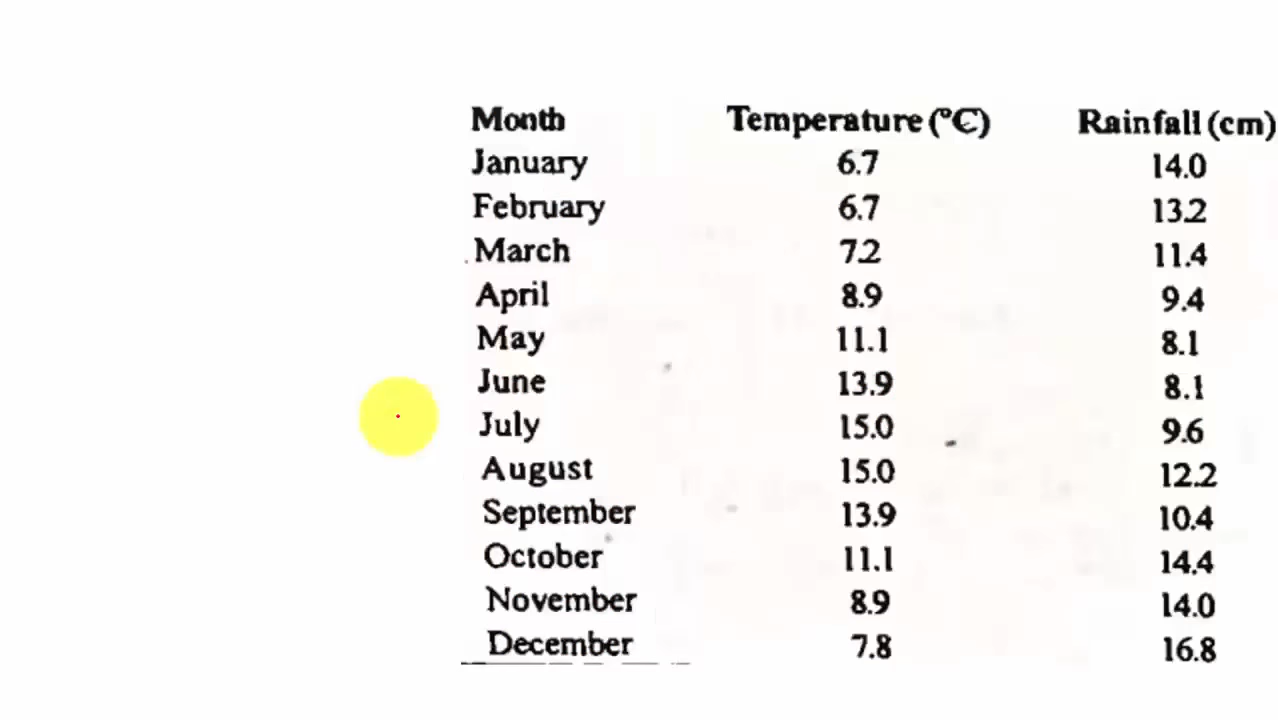 Month Temperature (°C) Rainfall (cm)
January 6.7 14.0
February 6.7 13.2
March 7.2 11.4
April 8.9 9.4
May 11.1 8.1
June 13.9 8.1
July 15.0 9.6
August 15.0 12.2
September 13.9 10.4
October 11.1 14.4
November 8.9 14.0
December 7.8 16.8